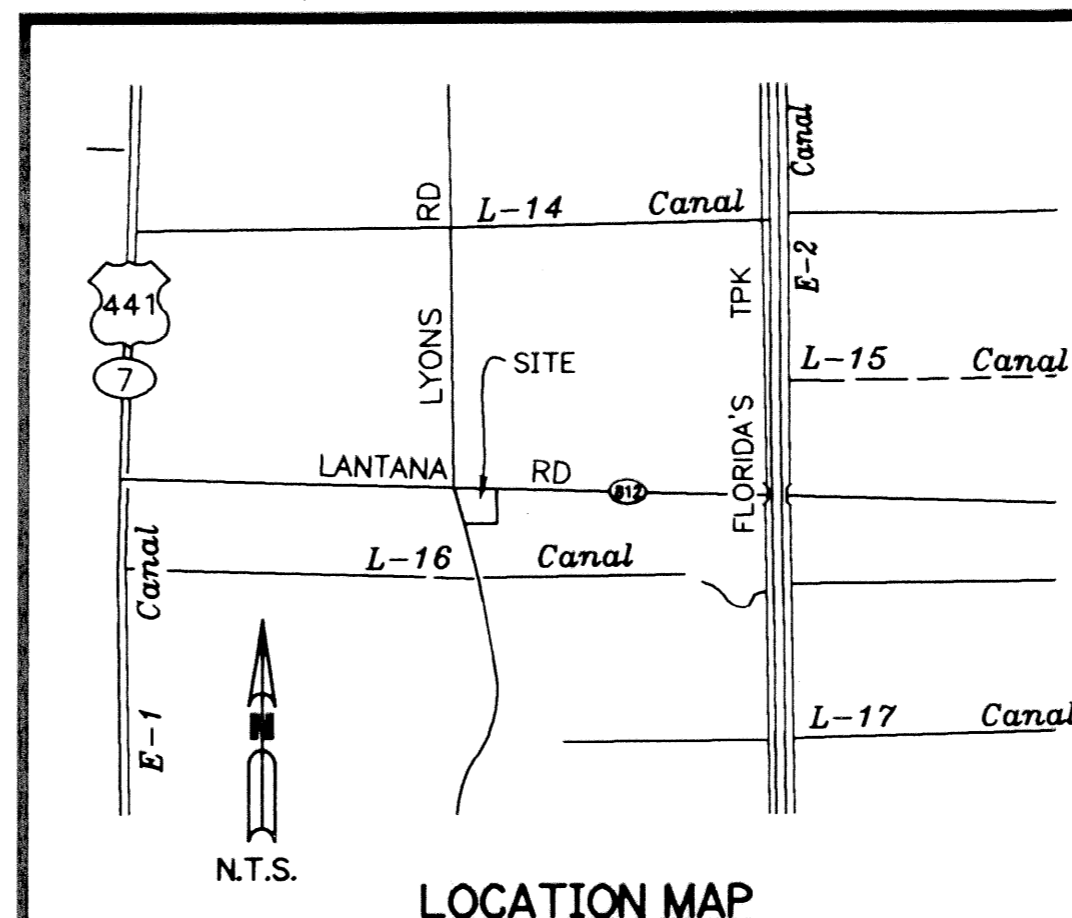 Canal
RD
L-14 Canal
E-2
TPK
441
LYONS
7
SITE
L-15 Canal
FLORIDA'S
LANTANA RD
812
L-16 Canal
Canal
E-1
L-17 Canal
N
N.T.S.
LOCATION MAP